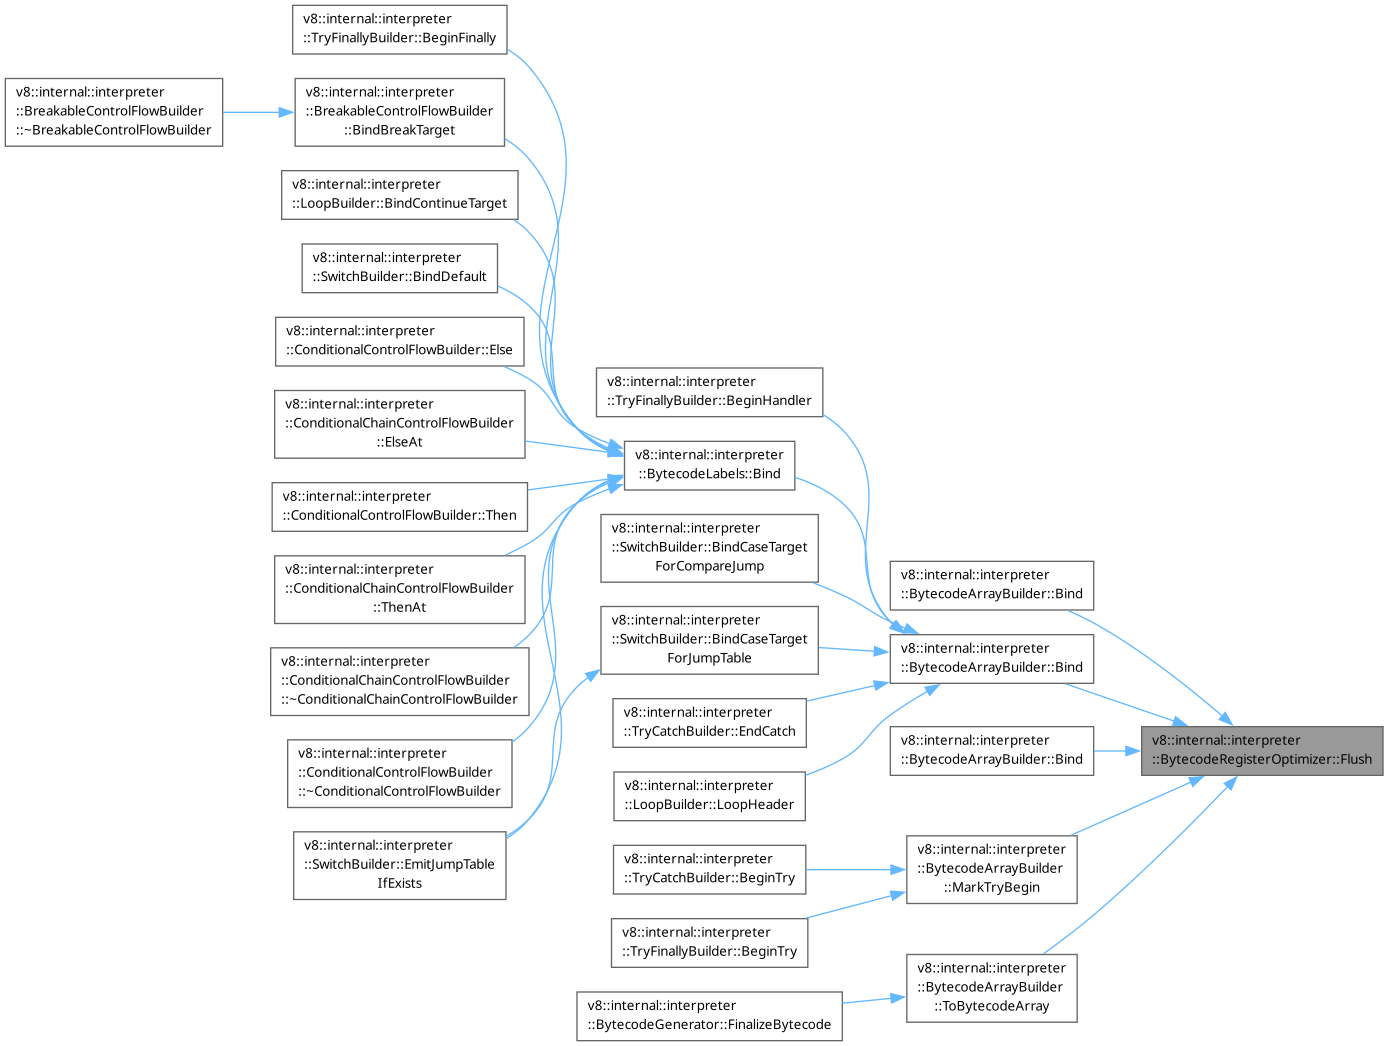 v8::internal::interpreter
::TryFinallyBuilder::BeginFinally
v8::internal::interpreter
::BreakableControlFlowBuilder
::~BreakableControlFlowBuilder
v8::internal::interpreter
::BreakableControlFlowBuilder
::BindBreakTarget
v8::internal::interpreter
::LoopBuilder::BindContinueTarget
v8::internal::interpreter
::SwitchBuilder::BindDefault
v8::internal::interpreter
::ConditionalControlFlowBuilder::Else
v8::internal::interpreter
::ConditionalChainControlFlowBuilder
::ElseAt
v8::internal::interpreter
::ConditionalControlFlowBuilder::Then
v8::internal::interpreter
::ConditionalChainControlFlowBuilder
::ThenAt
v8::internal::interpreter
::ConditionalChainControlFlowBuilder
::~ConditionalChainControlFlowBuilder
v8::internal::interpreter
::ConditionalControlFlowBuilder
::~ConditionalControlFlowBuilder
v8::internal::interpreter
::SwitchBuilder::EmitJumpTable
IfExists
v8::internal::interpreter
::TryFinallyBuilder::BeginHandler
v8::internal::interpreter
::BytecodeLabels::Bind
v8::internal::interpreter
::SwitchBuilder::BindCaseTarget
ForCompareJump
v8::internal::interpreter
::SwitchBuilder::BindCaseTarget
ForJumpTable
v8::internal::interpreter
::TryCatchBuilder::EndCatch
v8::internal::interpreter
::LoopBuilder::LoopHeader
v8::internal::interpreter
::TryCatchBuilder::BeginTry
v8::internal::interpreter
::TryFinallyBuilder::BeginTry
v8::internal::interpreter
::BytecodeGenerator::FinalizeBytecode
v8::internal::interpreter
::BytecodeArrayBuilder::Bind
v8::internal::interpreter
::BytecodeArrayBuilder::Bind
v8::internal::interpreter
::BytecodeArrayBuilder::Bind
v8::internal::interpreter
::BytecodeArrayBuilder
::MarkTryBegin
v8::internal::interpreter
::BytecodeArrayBuilder
::ToBytecodeArray
v8::internal::interpreter
::BytecodeRegisterOptimizer::Flush